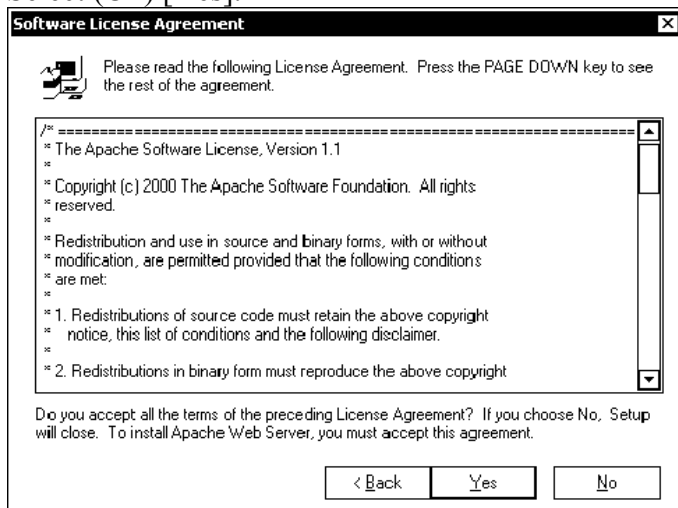 Software License Agreement
Please read the following License Agreement. Press the PAGE DOWN key to see
the rest of the agreement.
/* =====================================================================
* The Apache Software License, Version 1.1
*
* Copyright (c) 2000 The Apache Software Foundation. All rights
* reserved.
*
* Redistribution and use in source and binary forms, with or without
* modification, are permitted provided that the following conditions
* are met:
*
* 1. Redistributions of source code must retain the above copyright
* notice, this list of conditions and the following disclaimer.
*
* 2. Redistributions in binary form must reproduce the above copyright
Do you accept all the terms of the preceding License Agreement? If you choose No, Setup
will close. To install Apache Web Server, you must accept this agreement.
< Back
Yes
No